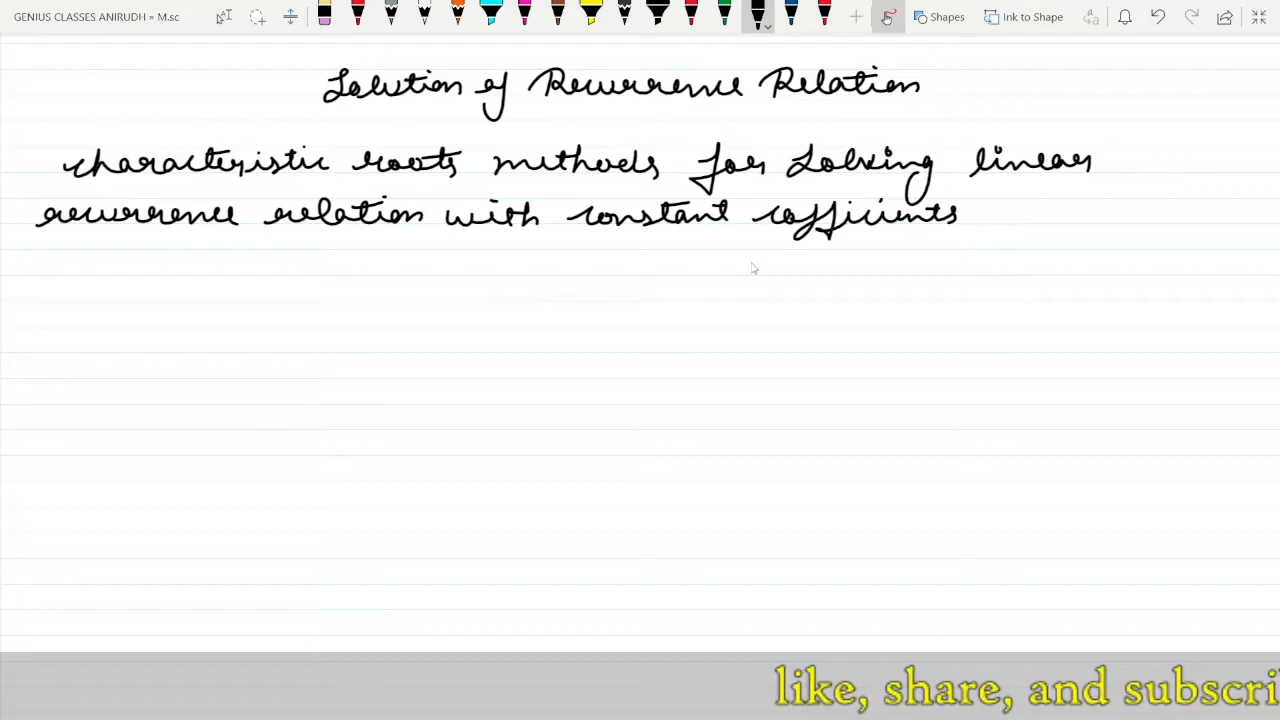 GENIUS CLASSES ANIRUDH » M.sc
Shapes
Ink to Shape
Solution of Recurrence Relation
characteristic roots methods for Solving linear
recurrence relation with constant cofficients
like, share, and subscri